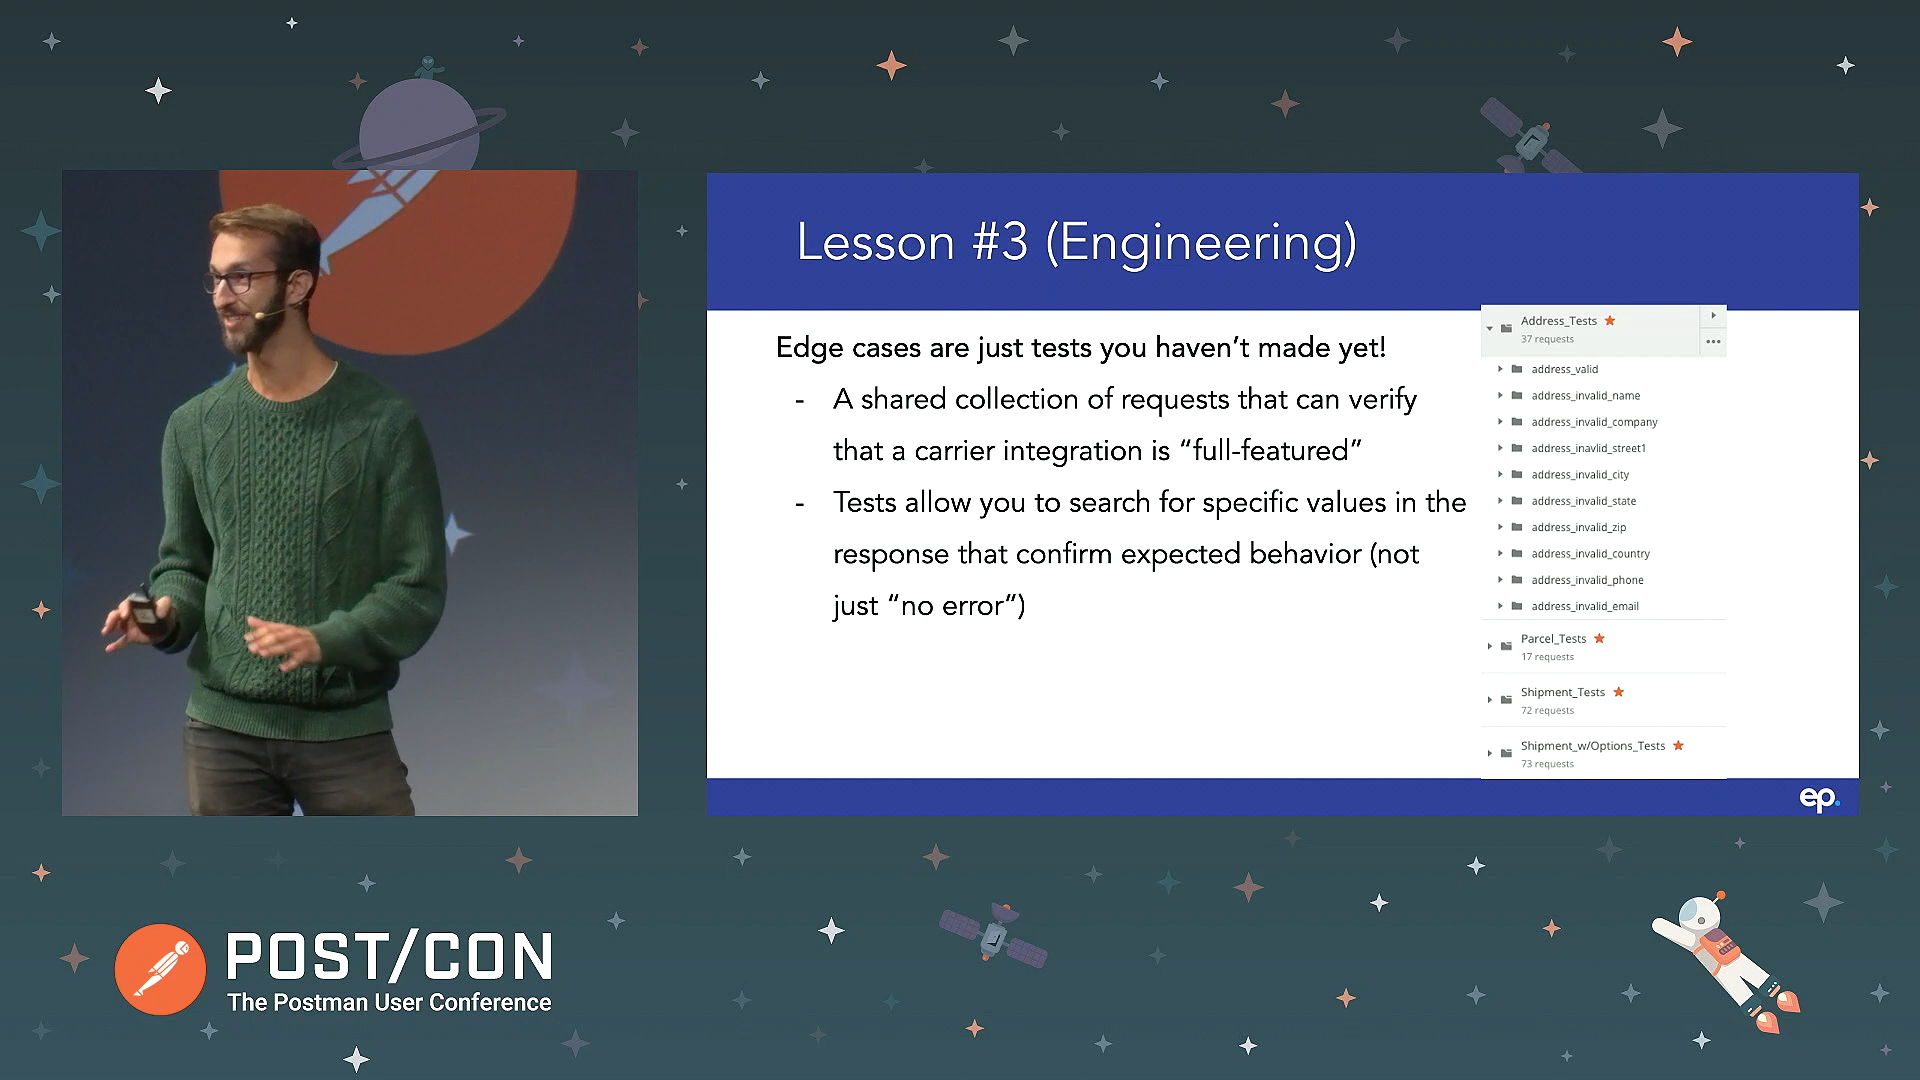 Lesson #3 (Engineering)
Edge cases are just tests you haven’t made yet!
- A shared collection of requests that can verify
that a carrier integration is “full-featured”
- Tests allow you to search for specific values in the
response that confirm expected behavior (not
just “no error”)
Address_Tests
37 requests
address_valid
address_invalid_name
address_invalid_company
address_inavlid_street1
address_invalid_city
address_invalid_state
address_invalid_zip
address_invalid_country
address_invalid_phone
address_invalid_email
Parcel_Tests
17 requests
Shipment_Tests
72 requests
Shipment_w/Options_Tests
73 requests
ep.
POST/CON
The Postman User Conference